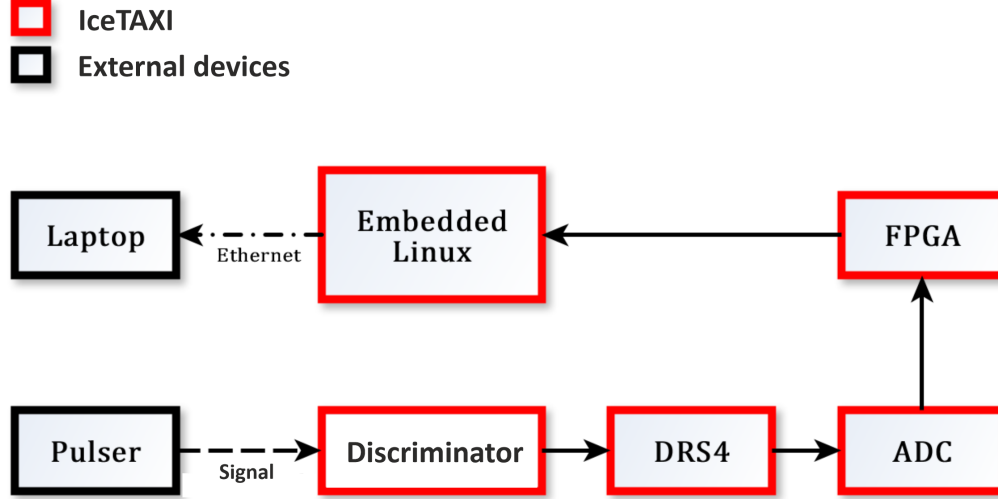 IceTAXI
External devices
Laptop
Ethernet
Embedded
Linux
FPGA
Pulser
Signal
Discriminator
DRS4
ADC